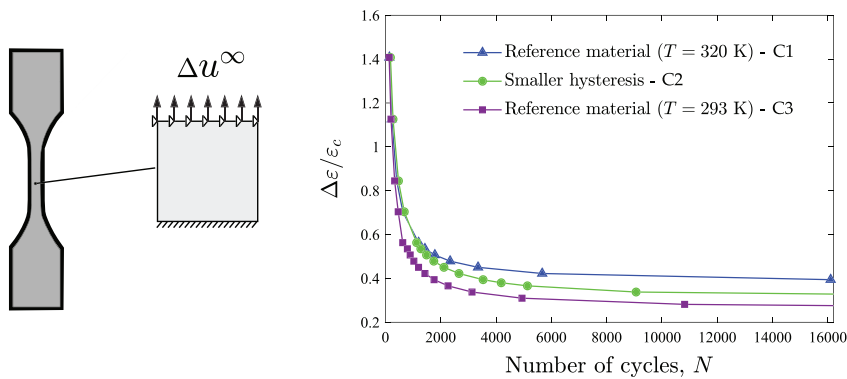 Δu^∞
1.6
1.4
1.2
1
0.8
0.6
0.4
0.2
Δε/ε_c
Reference material (T = 320 K) - C1
Smaller hysteresis - C2
Reference material (T = 293 K) - C3
0 2000 4000 6000 8000 10000 12000 14000 16000
Number of cycles, N